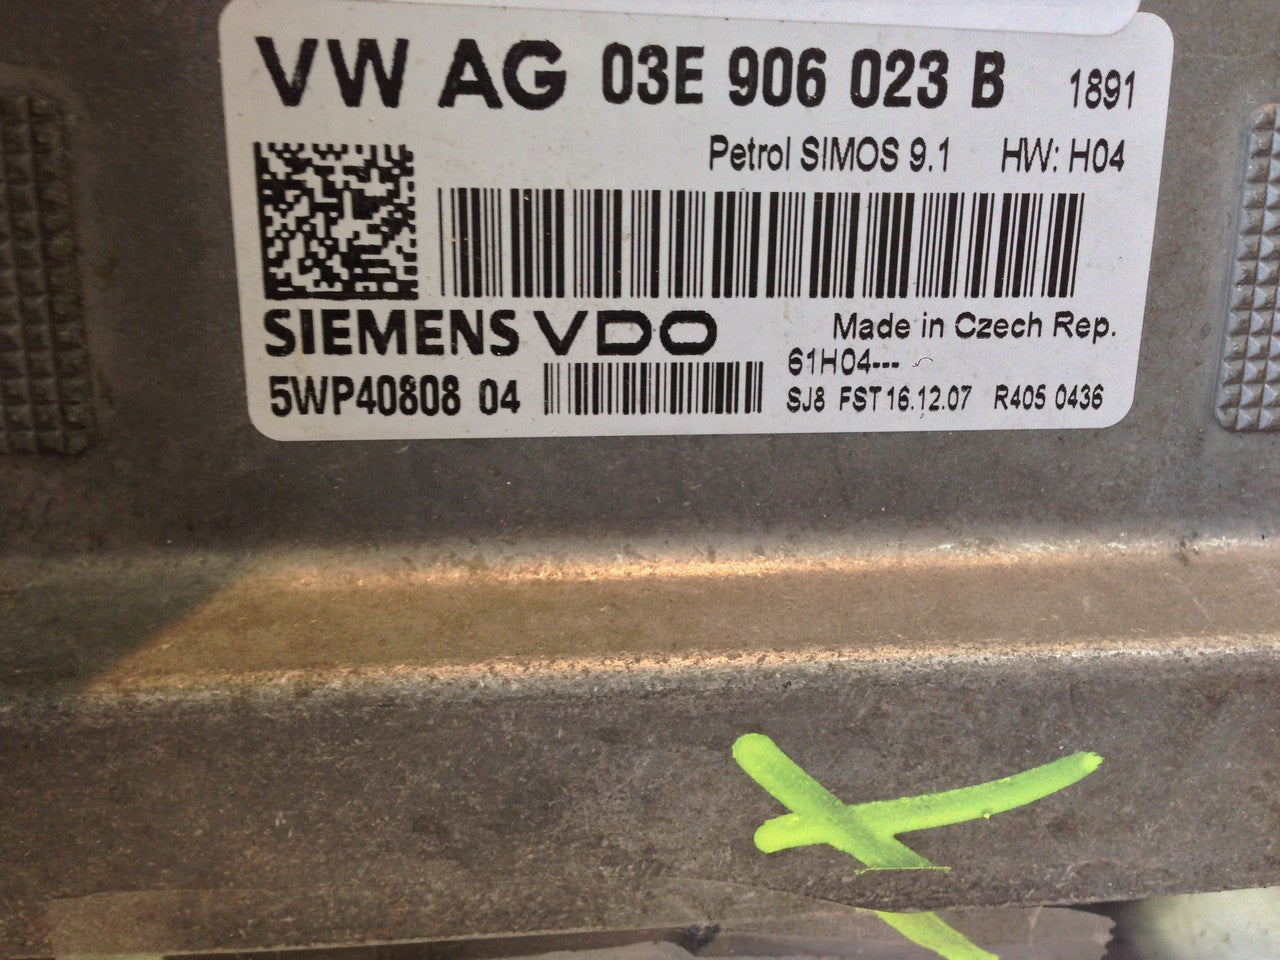 VW AG 03E 906 023 B 1891
Petrol SIMOS 9.1 HW: H04
SIEMENS VDO Made in Czech Rep.
61H04---
5WP40808 04 SJ8 FST 16.12.07 R405 0436